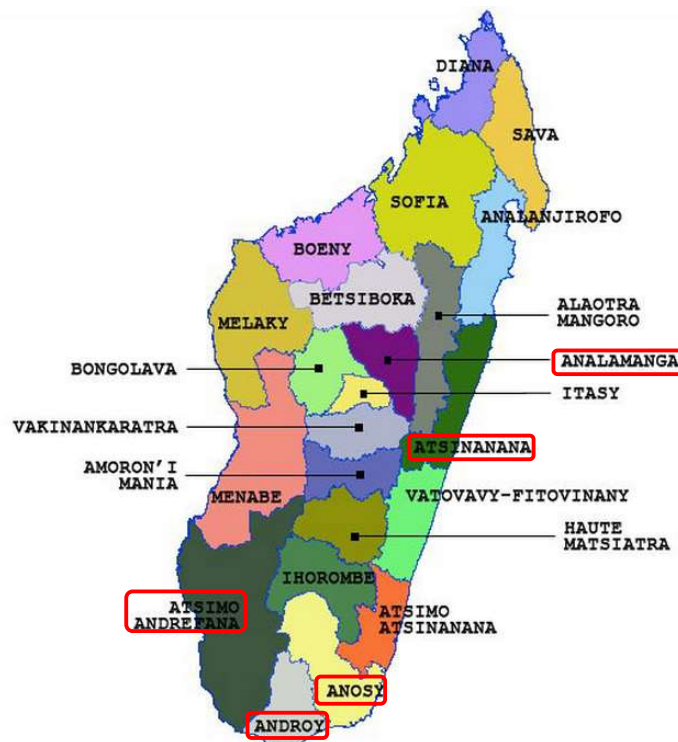 DIANA
SAVA
SOFIA
ANALANJIROFO
BOENY
BETSIBOKA
ALAOTRA
MANGORO
MELAKY
ANALAMANGA
BONGOLAVA
ITASY
VAKINANKARATRA
ATSINANANA
AMORON'I
MANIA
MENABE
VATOVAVY-FITOVINANY
HAUTE
MATSIATRA
IHOROMBE
ATSIMO
ANDREFANA
ATSIMO
ATSINANANA
ANOSY
ANDROY